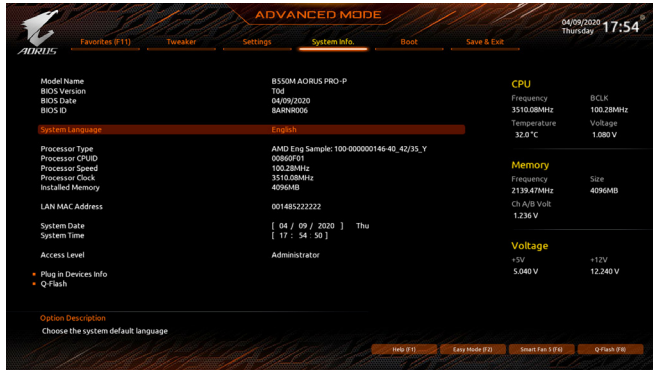 ADVANCED MODE
04/09/2020 Thursday 17:54
AORUS
Favorites (F11) Tweaker Settings System Info. Boot Save & Exit
Model Name B550M AORUS PRO-P
BIOS Version T0d
BIOS Date 04/09/2020
BIOS ID 8ARNR006
System Language English
Processor Type AMD Eng Sample: 100-000000146-40_42/35_Y
Processor CPUID 00860F01
Processor Speed 100.28MHz
Processor Clock 3510.08MHz
Installed Memory 4096MB
LAN MAC Address 001485222222
System Date [ 04 / 09 / 2020 ] Thu
System Time [ 17 : 54 : 50 ]
Access Level Administrator
Plug in Devices Info
Q-Flash
CPU
Frequency BCLK
3510.08MHz 100.28MHz
Temperature Voltage
32.0 °C 1.080 V
Memory
Frequency Size
2139.47MHz 4096MB
Ch A/B Volt
1.236 V
Voltage
+5V +12V
5.040 V 12.240 V
Option Description
Choose the system default language
Help (F1) Easy Mode (F2) Smart Fan 5 (F6) Q-Flash (F8)